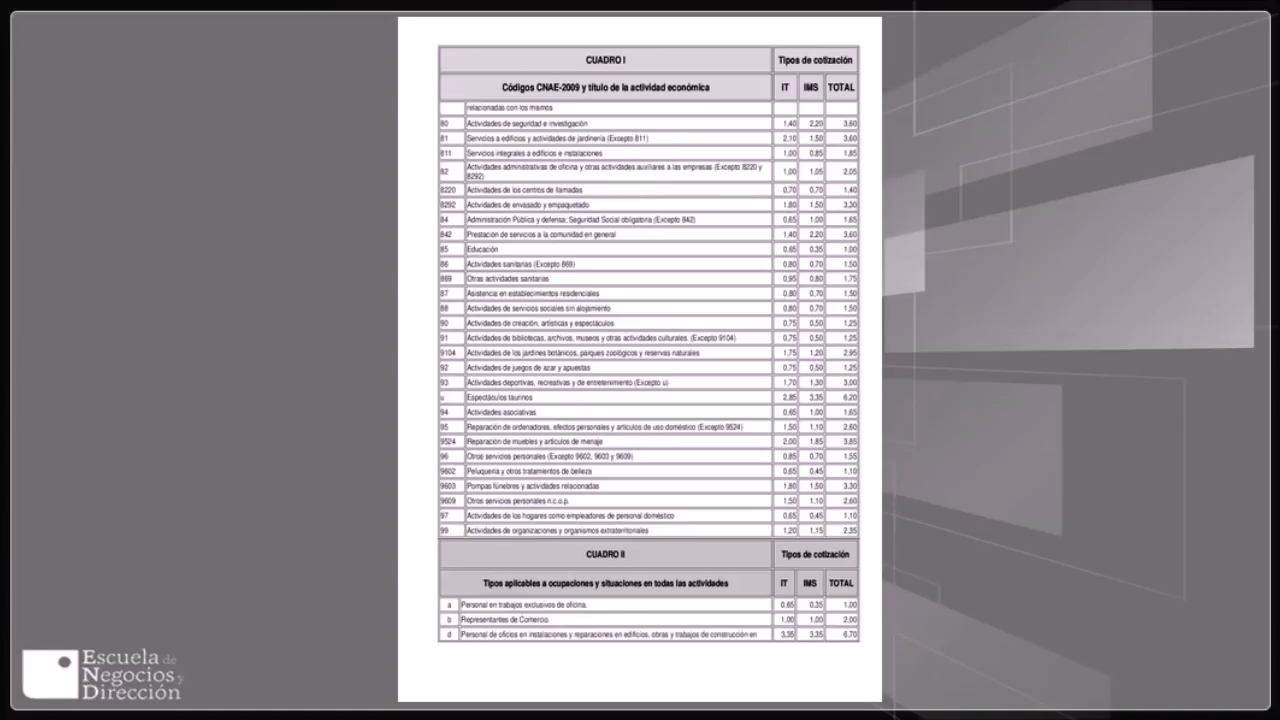 CUADRO I Tipos de cotización
Códigos CNAE-2009 y título de la actividad económica IT IMS TOTAL
relacionadas con los mismos
80 Actividades de seguridad e investigación 1,40 2,20 3,60
81 Servicios a edificios y actividades de jardinería (Excepto 811) 2,10 1,50 3,60
811 Servicios integrales a edificios e instalaciones 1,00 0,85 1,85
82 Actividades administrativas de oficina y otras actividades auxiliares a las empresas (Excepto 8220 y
8292) 1,00 1,05 2,05
8220 Actividades de los centros de llamadas 0,70 0,70 1,40
8292 Actividades de envasado y empaquetado 1,80 1,50 3,30
84 Administración Pública y defensa; Seguridad Social obligatoria (Excepto 842) 0,65 1,00 1,65
842 Prestación de servicios a la comunidad en general 1,40 2,20 3,60
85 Educación 0,65 0,35 1,00
86 Actividades sanitarias (Excepto 869) 0,80 0,70 1,50
869 Otras actividades sanitarias 0,95 0,80 1,75
87 Asistencia en establecimientos residenciales 0,80 0,70 1,50
88 Actividades de servicios sociales sin alojamiento 0,80 0,70 1,50
90 Actividades de creación, artísticas y espectáculos 0,75 0,50 1,25
91 Actividades de bibliotecas, archivos, museos y otras actividades culturales. (Excepto 9104) 0,75 0,50 1,25
9104 Actividades de los jardines botánicos, parques zoológicos y reservas naturales 1,75 1,20 2,95
92 Actividades de juegos de azar y apuestas 0,75 0,50 1,25
93 Actividades deportivas, recreativas y de entretenimiento (Excepto u) 1,70 1,30 3,00
u Espectáculos taurinos 2,85 3,35 6,20
94 Actividades asociativas 0,65 1,00 1,65
95 Reparación de ordenadores, efectos personales y artículos de uso doméstico (Excepto 9524) 1,50 1,10 2,60
9524 Reparación de muebles y artículos de menaje 2,00 1,85 3,85
96 Otros servicios personales (Excepto 9602, 9603 y 9609) 0,85 0,70 1,55
9602 Peluquería y otros tratamientos de belleza 0,65 0,45 1,10
9603 Pompas fúnebres y actividades relacionadas 1,80 1,50 3,30
9609 Otros servicios personales n.c.o.p. 1,50 1,10 2,60
97 Actividades de los hogares como empleadores de personal doméstico 0,65 0,45 1,10
99 Actividades de organizaciones y organismos extraterritoriales 1,20 1,15 2,35
CUADRO II Tipos de cotización
Tipos aplicables a ocupaciones y situaciones en todas las actividades IT IMS TOTAL
a Personal en trabajos exclusivos de oficina. 0,65 0,35 1,00
b Representantes de Comercio. 1,00 1,00 2,00
d Personal de oficios en instalaciones y reparaciones en edificios, obras y trabajos de construcción en 3,35 3,35 6,70
Escuela de
Negocios y
Dirección